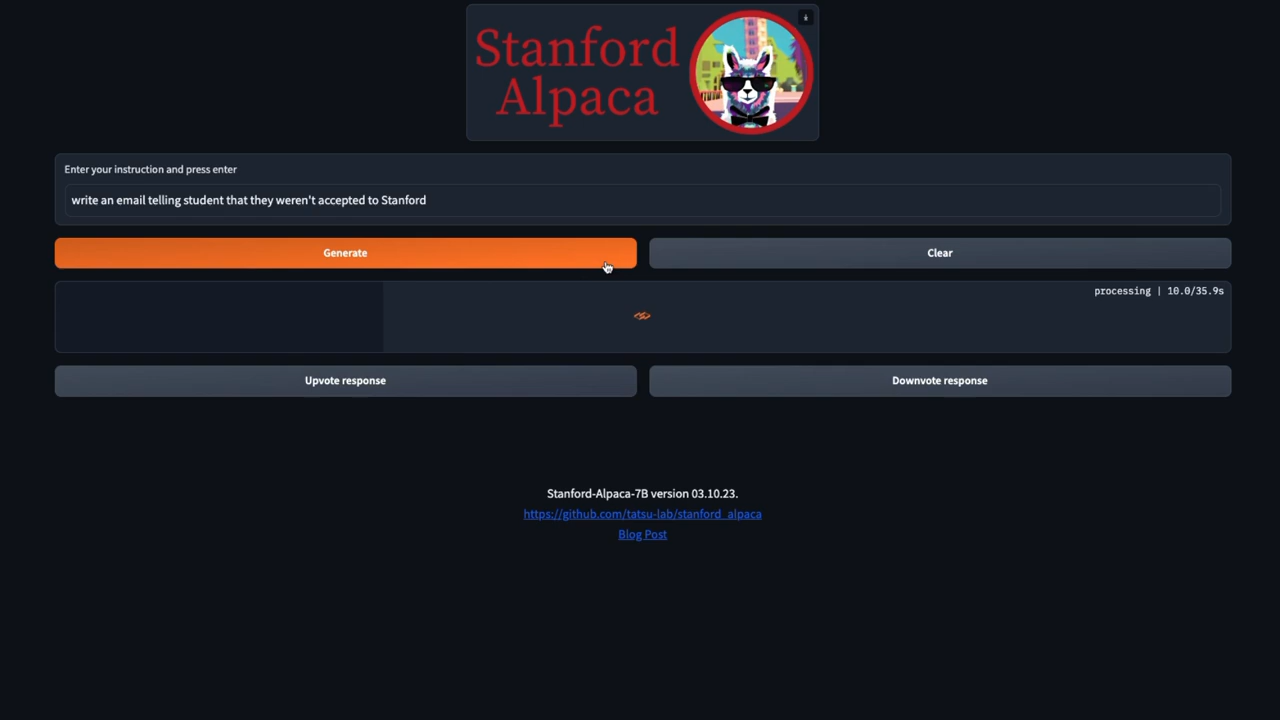 Stanford
Alpaca
Enter your instruction and press enter
write an email telling student that they weren't accepted to Stanford
Generate
Clear
processing | 10.0/35.9s
Upvote response
Downvote response
Stanford-Alpaca-7B version 03.10.23.
https://github.com/tatsu-lab/stanford_alpaca
Blog Post